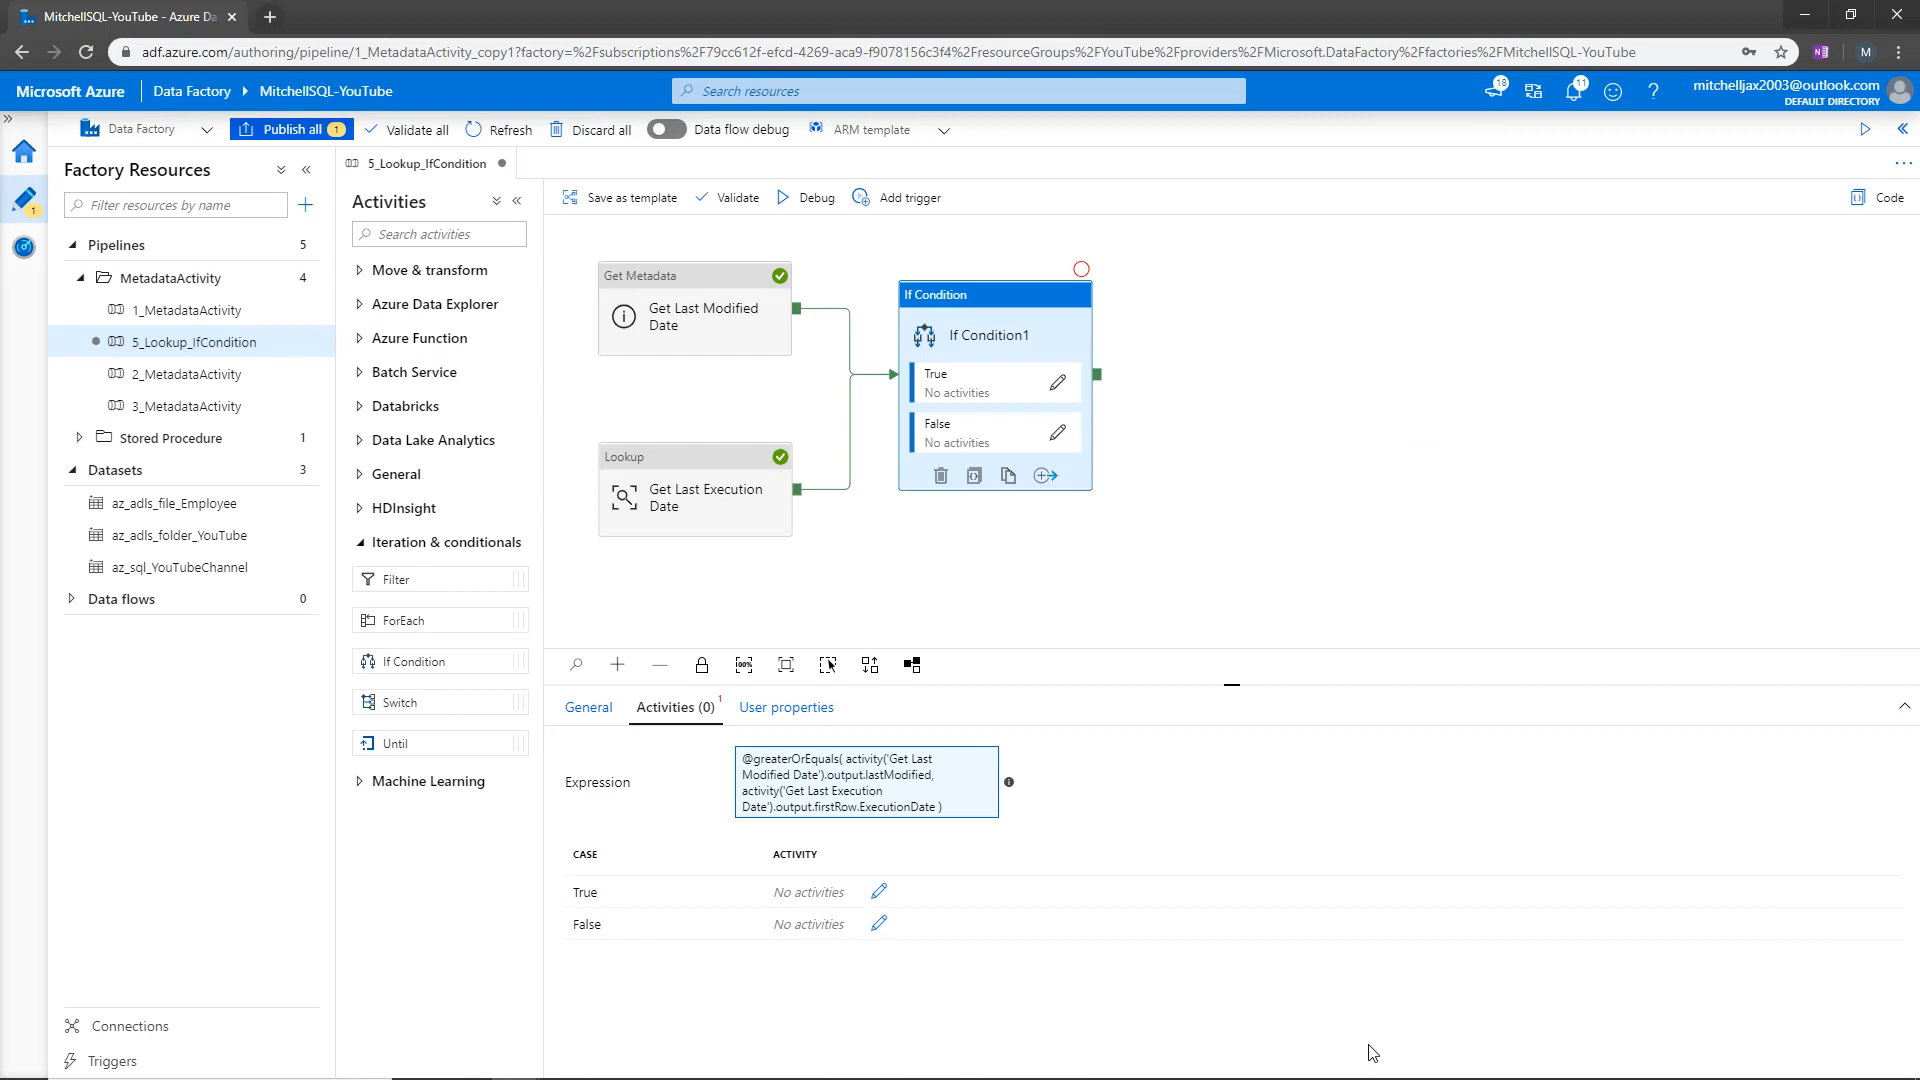 MitchellSQL-YouTube - Azure Da
adf.azure.com/authoring/pipeline/1_MetadataActivity_copy1?factory=%2Fsubscriptions%2F79cc612f-efcd-4269-aca9-f9078156c3f4%2FresourceGroups%2FYouTube%2Fproviders%2FMicrosoft.DataFactory%2Ffactories%2FMitchellSQL-YouTube
N
M
Microsoft Azure
Data Factory
MitchellSQL-YouTube
Search resources
18
11
?
mitchelljax2003@outlook.com
DEFAULT DIRECTORY
Data Factory
Publish all
1
Validate all
Refresh
Discard all
Data flow debug
ARM template
1
Factory Resources
Filter resources by name
Pipelines
5
MetadataActivity
4
1_MetadataActivity
5_Lookup_IfCondition
2_MetadataActivity
3_MetadataActivity
Stored Procedure
1
Datasets
3
az_adls_file_Employee
az_adls_folder_YouTube
az_sql_YouTubeChannel
Data flows
0
Connections
Triggers
5_Lookup_IfCondition
Activities
Search activities
Move & transform
Azure Data Explorer
Azure Function
Batch Service
Databricks
Data Lake Analytics
General
HDInsight
Iteration & conditionals
Filter
ForEach
If Condition
Switch
Until
Machine Learning
Save as template
Validate
Debug
Add trigger
Code
Get Metadata
Get Last Modified
Date
Lookup
Get Last Execution
Date
If Condition
If Condition1
True
No activities
False
No activities
100%
General
Activities (0)
1
User properties
Expression
@greaterOrEquals( activity('Get Last
Modified Date').output.lastModified,
activity('Get Last Execution
Date').output.firstRow.ExecutionDate )
CASE
ACTIVITY
True
No activities
False
No activities